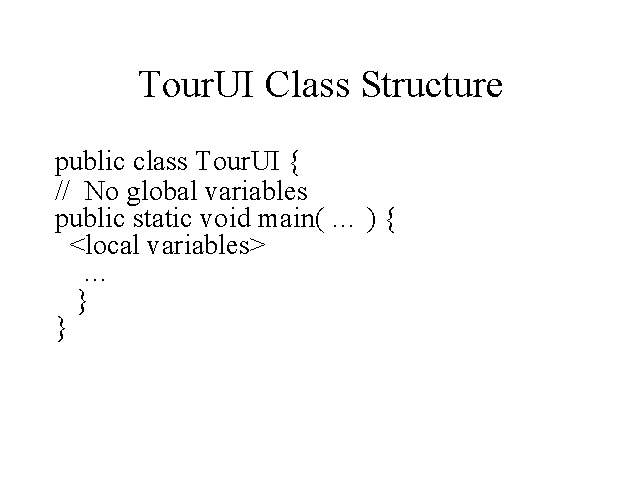 TourUI Class Structure
public class TourUI {
// No global variables
public static void main( … ) {
<local variables>
…
}
}